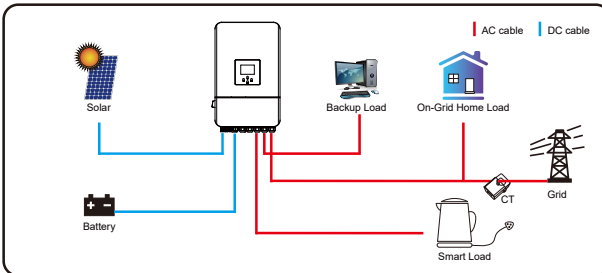 AC cable
DC cable
Solar
Backup Load
On-Grid Home Load
CT
Grid
Battery
Smart Load